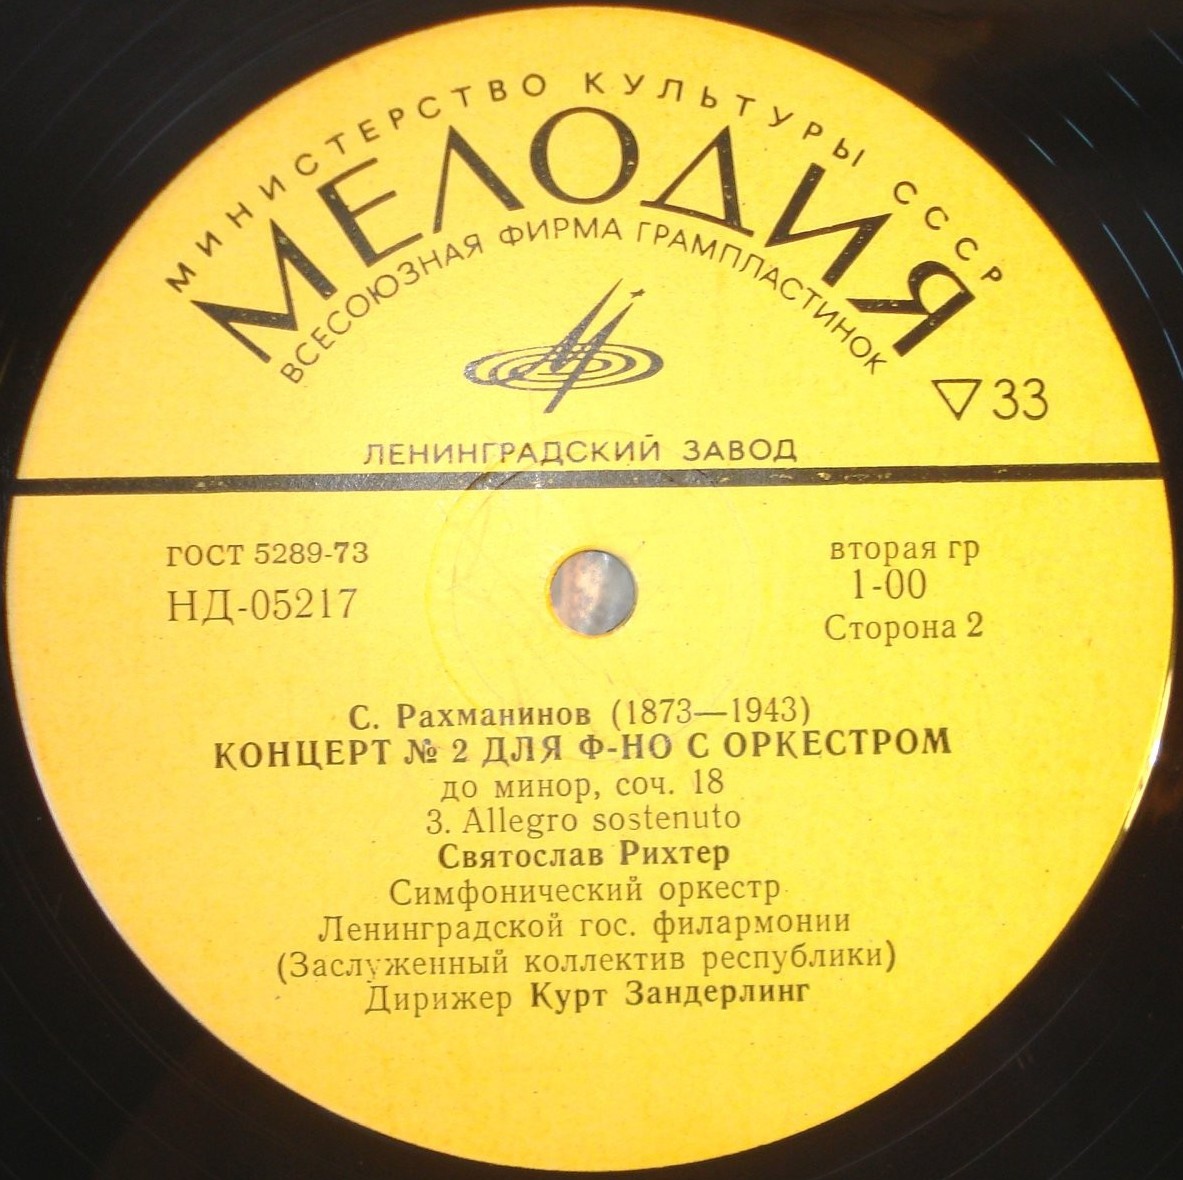 МИНИСТЕРСТВО КУЛЬТУРЫ СССР
МЕЛОДИЯ
ВСЕСОЮЗНАЯ ФИРМА ГРАМПЛАСТИНОК
33
ЛЕНИНГРАДСКИЙ ЗАВОД
ГОСТ 5289-73
НД-05217
вторая гр
1-00
Сторона 2
С. Рахманинов (1873—1943)
КОНЦЕРТ № 2 ДЛЯ Ф-НО С ОРКЕСТРОМ
до минор, соч. 18
3. Allegro sostenuto
Святослав Рихтер
Симфонический оркестр
Ленинградской гос. филармонии
(Заслуженный коллектив республики)
Дирижер Курт Зандерлинг